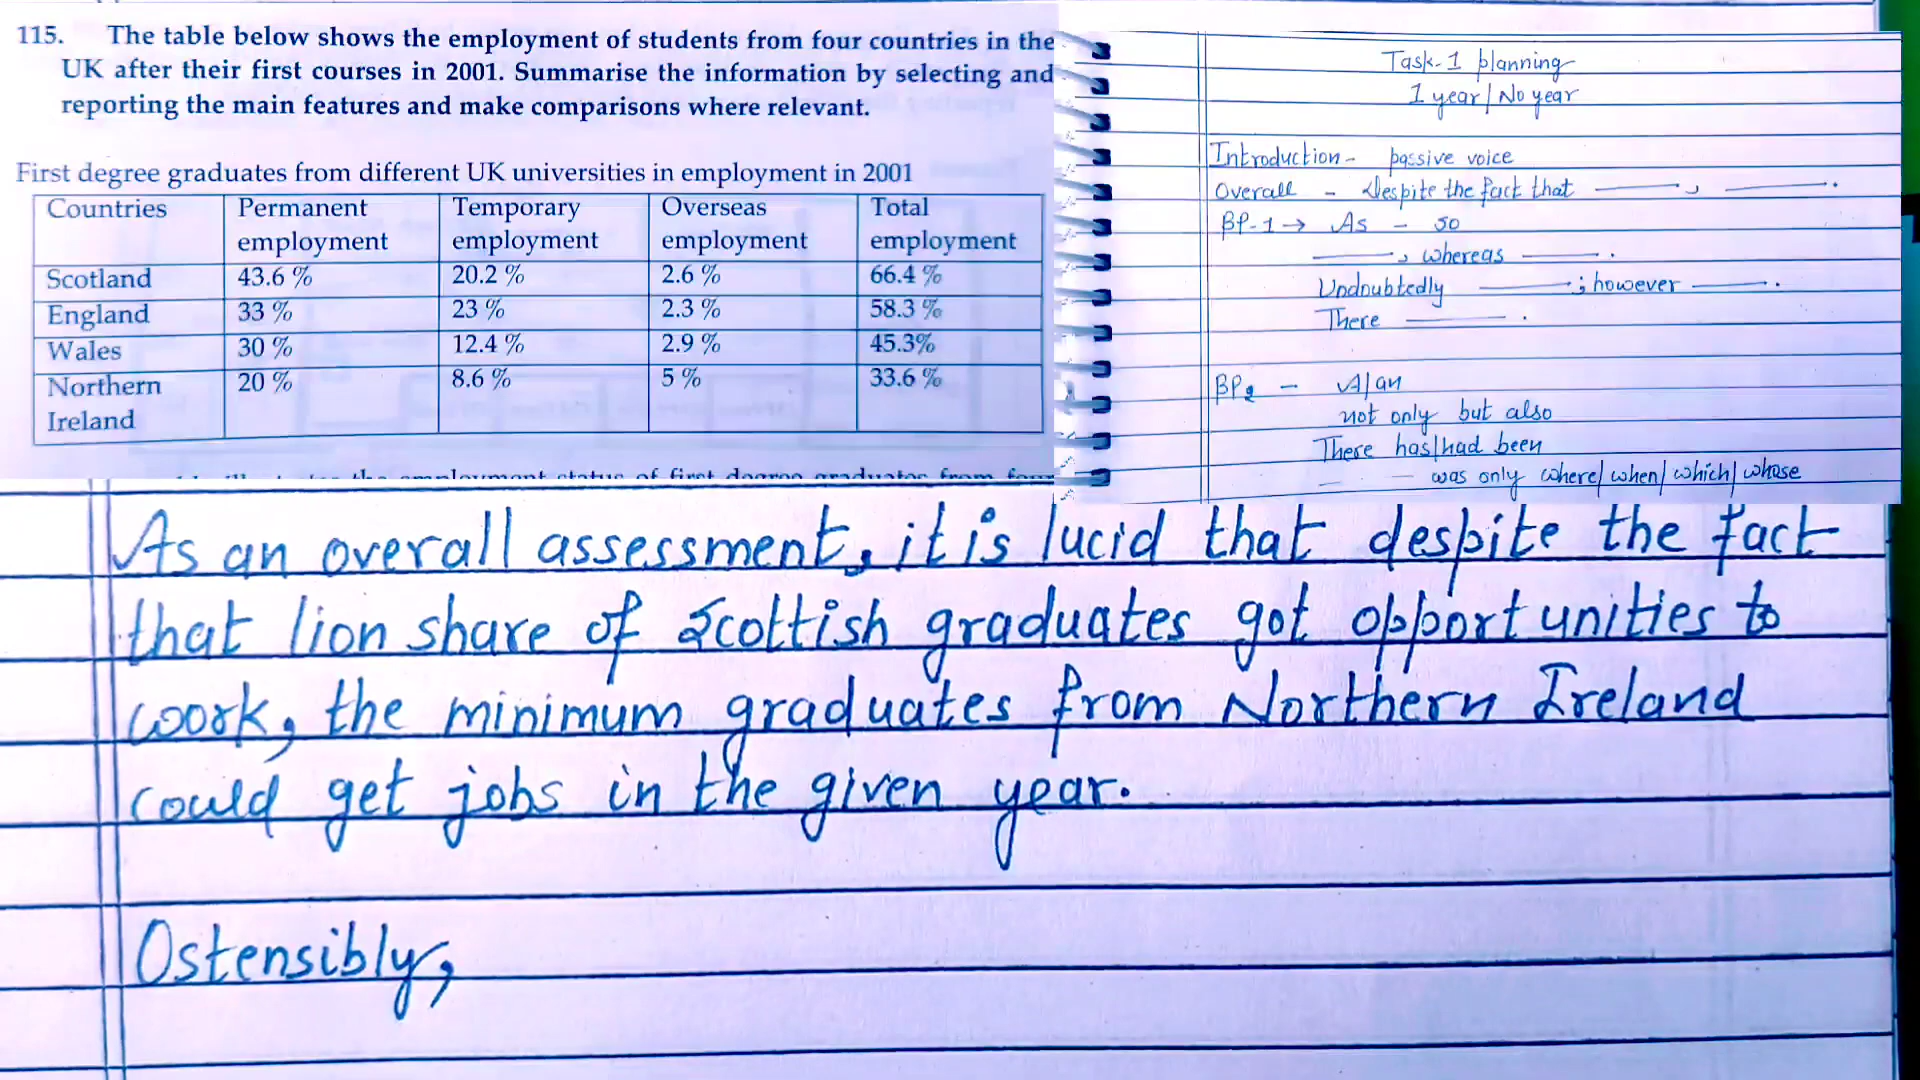 115. The table below shows the employment of students from four countries in the
UK after their first courses in 2001. Summarise the information by selecting and
reporting the main features and make comparisons where relevant.
First degree graduates from different UK universities in employment in 2001
Countries Permanent employment Temporary employment Overseas employment Total employment
Scotland 43.6 % 20.2 % 2.6 % 66.4 %
England 33 % 23 % 2.3 % 58.3 %
Wales 30 % 12.4 % 2.9 % 45.3%
Northern Ireland 20 % 8.6 % 5 % 33.6 %
employment status of first degree graduates from four
Task-1 planning
1 year / No year
Introduction - passive voice
Overall - despite the fact that ———, ———.
BP-1 → As - so
———, whereas ———.
Undoubtedly ———; however ———.
There ———.
BP2 - A/an
not only but also
There has/had been
was only where/ when/ which/ whose
As an overall assessment, it is lucid that despite the fact
that lion share of Scottish graduates got opportunities to
work, the minimum graduates from Northern Ireland
could get jobs in the given year.
Ostensibly,